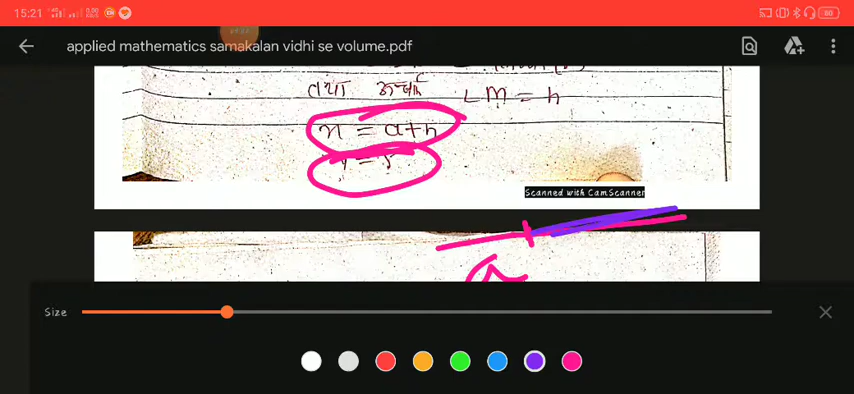 15:21
applied mathematics samakalan vidhi se volume.pdf
तथा LM = h
x = a+h
Scanned with CamScanner
Size